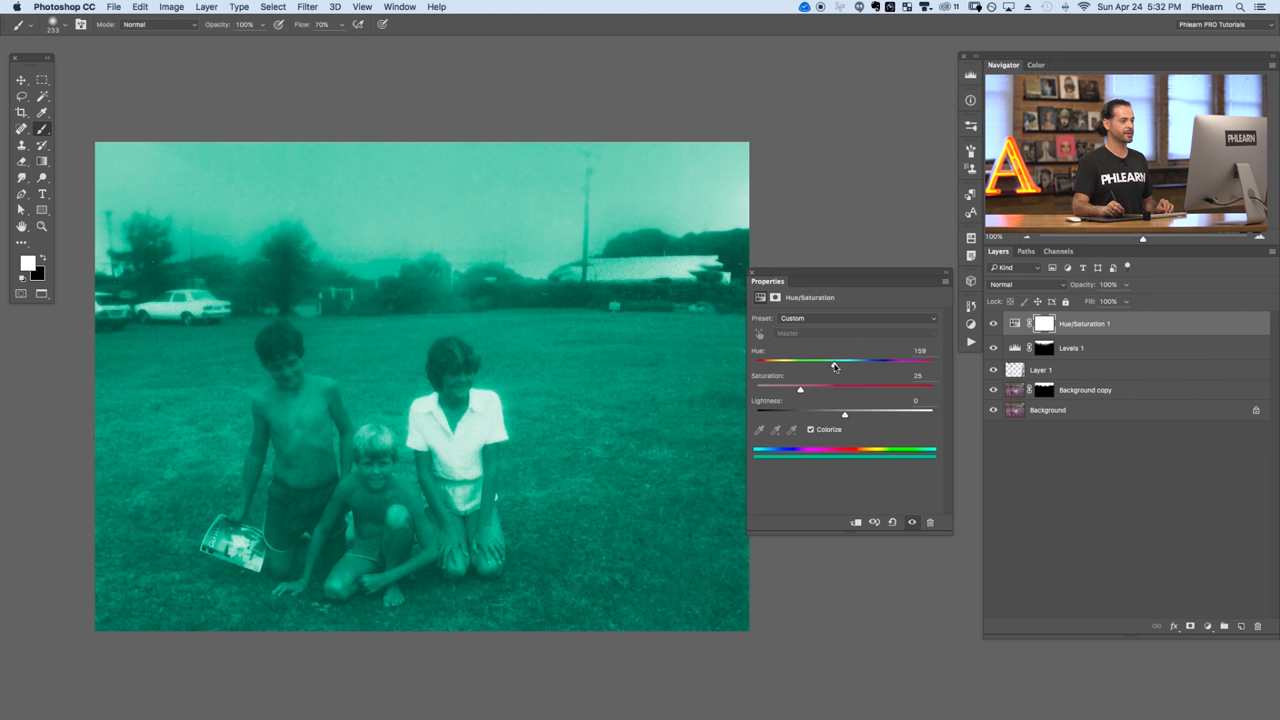 Photoshop CC File Edit Image Layer Type Select Filter 3D View Window Help 11 Sun Apr 24 5:32 PM Phlearn
233 Mode: Normal Opacity: 100% Flow: 70% Phlearn PRO Tutorials
Navigator Color
PHLEARN
PHLEARN
A
100%
Layers Paths Channels
Kind
Normal Opacity: 100%
Lock: Fill: 100%
Hue/Saturation 1
Levels 1
Layer 1
Background copy
Background
Properties
Hue/Saturation
Preset: Custom
Master
Hue: 159
Saturation: 25
Lightness: 0
Colorize